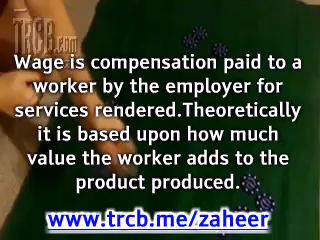 TRCB.com
Wage is compensation paid to a
worker by the employer for
services rendered.Theoretically
it is based upon how much
value the worker adds to the
product produced.
www.trcb.me/zaheer